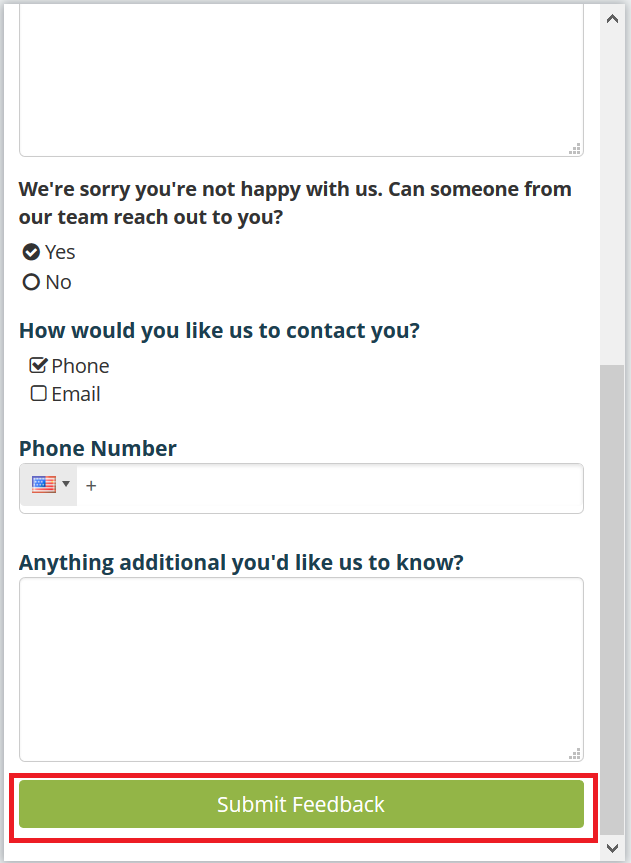 We're sorry you're not happy with us. Can someone from
our team reach out to you?
Yes
No
How would you like us to contact you?
Phone
Email
Phone Number
+
Anything additional you'd like us to know?
Submit Feedback